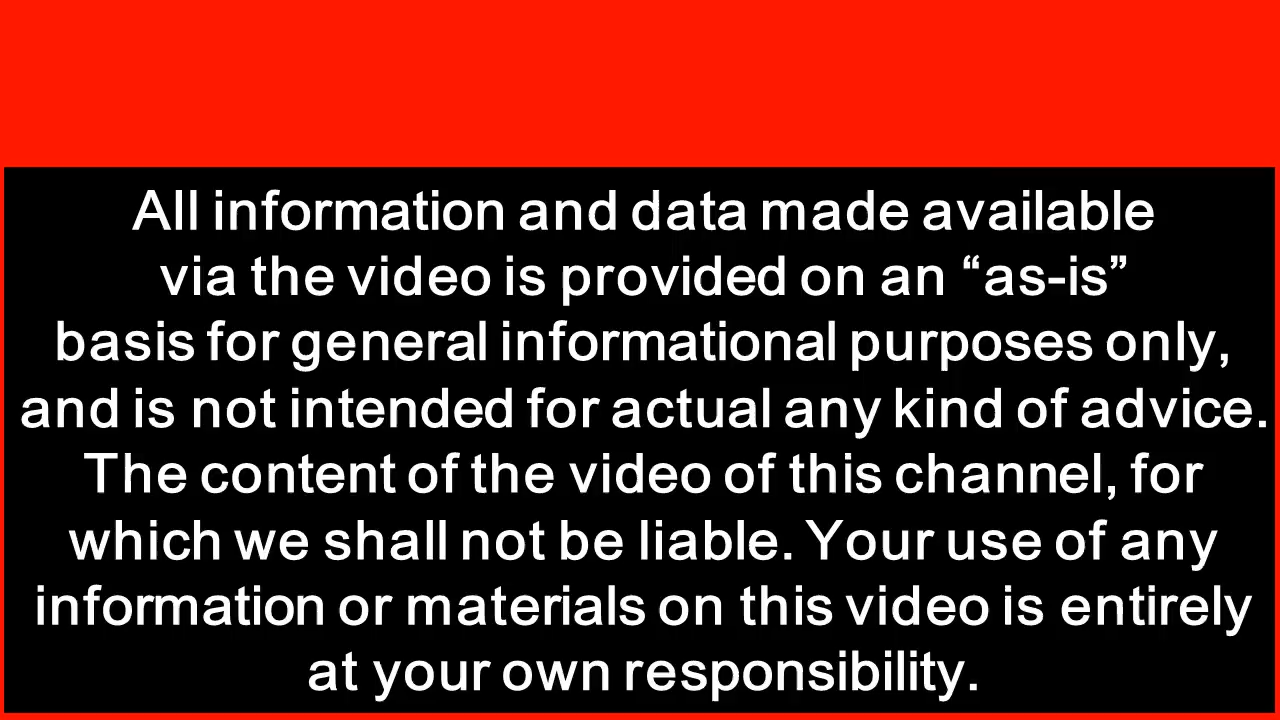 All information and data made available
via the video is provided on an “as-is”
basis for general informational purposes only,
and is not intended for actual any kind of advice.
The content of the video of this channel, for
which we shall not be liable. Your use of any
information or materials on this video is entirely
at your own responsibility.